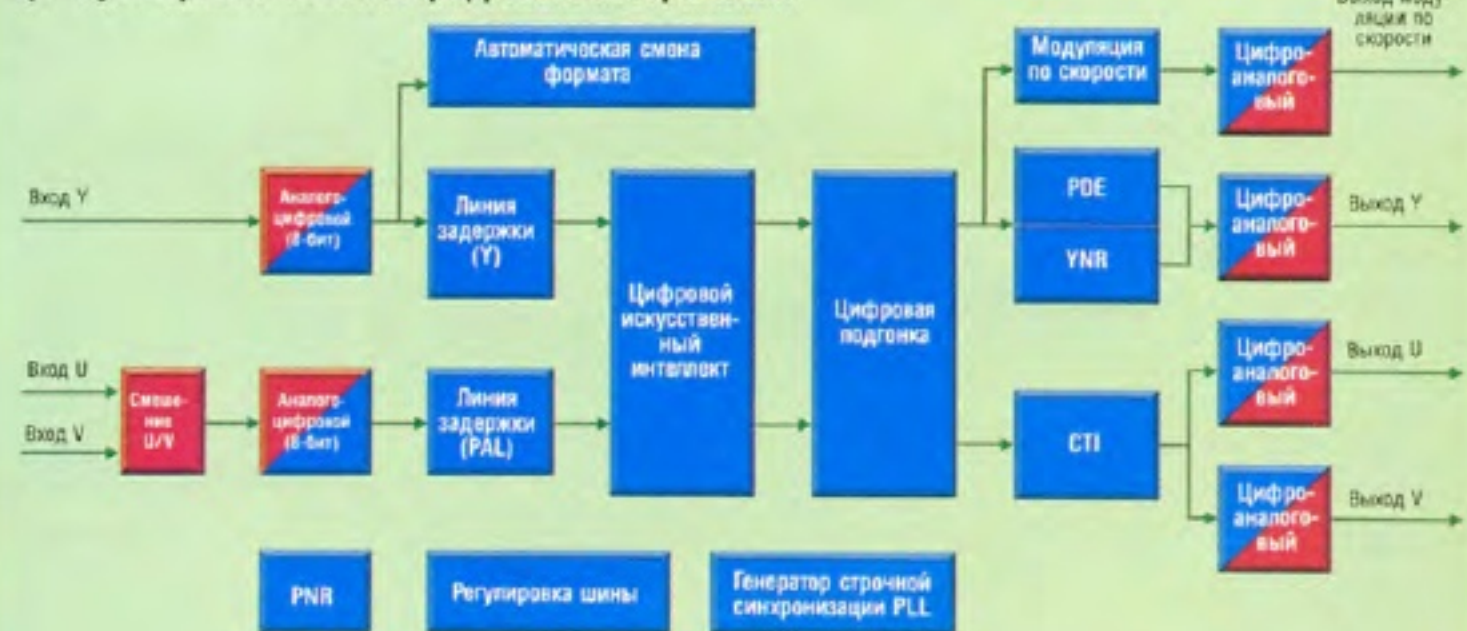 ляции по
скорости
Автоматическая смена
формата
Модуляция
по скорости
Цифро-
аналого-
вый
Вход Y
Аналого-
цифровой
(8-бит)
Линия
задержки
(Y)
PDE
YNR
Цифро-
аналого-
вый
Выход Y
Цифровой
искусствен-
ный
интеллект
Цифровая
подгонка
Вход U
Вход V
Смеше-
ние
U/V
Аналого-
цифровой
(8-бит)
Линия
задержки
(PAL)
CTI
Цифро-
аналого-
вый
Выход U
Цифро-
аналого-
вый
Выход V
PNR
Регулировка шины
Генератор строчной
синхронизации PLL